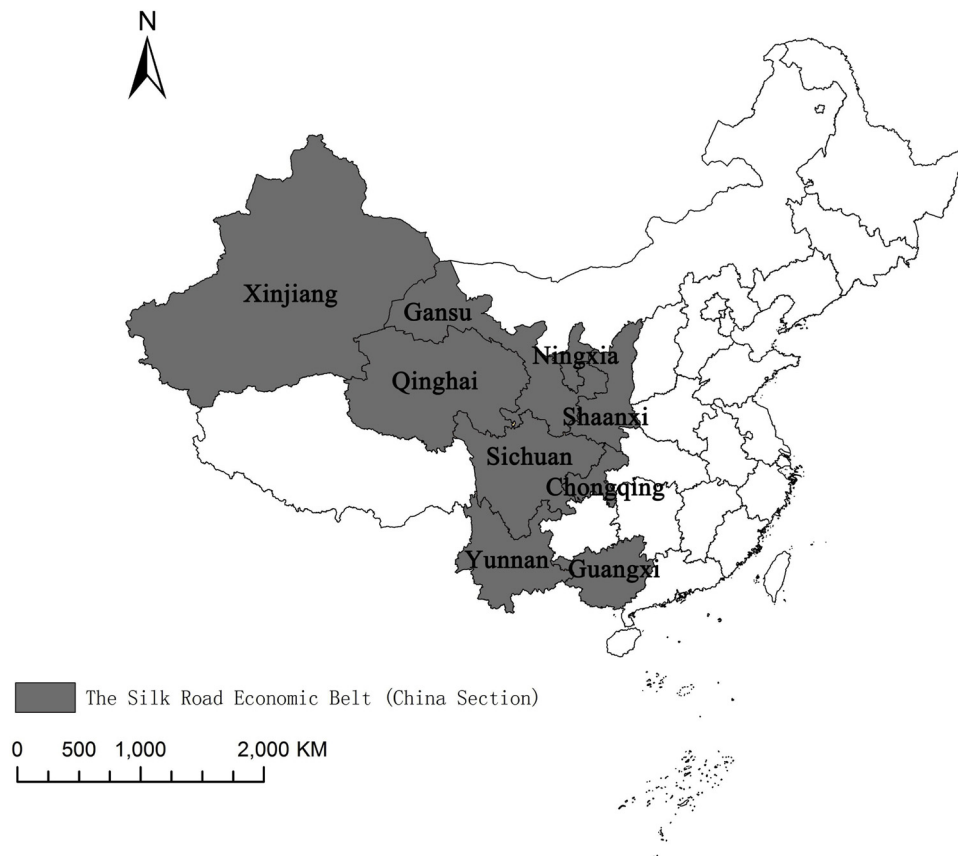 N
Xinjiang
Gansu
Ningxia
Qinghai
Shaanxi
Sichuan
Chongqing
Yunnan
Guangxi
The Silk Road Economic Belt (China Section)
0 500 1,000 2,000 KM